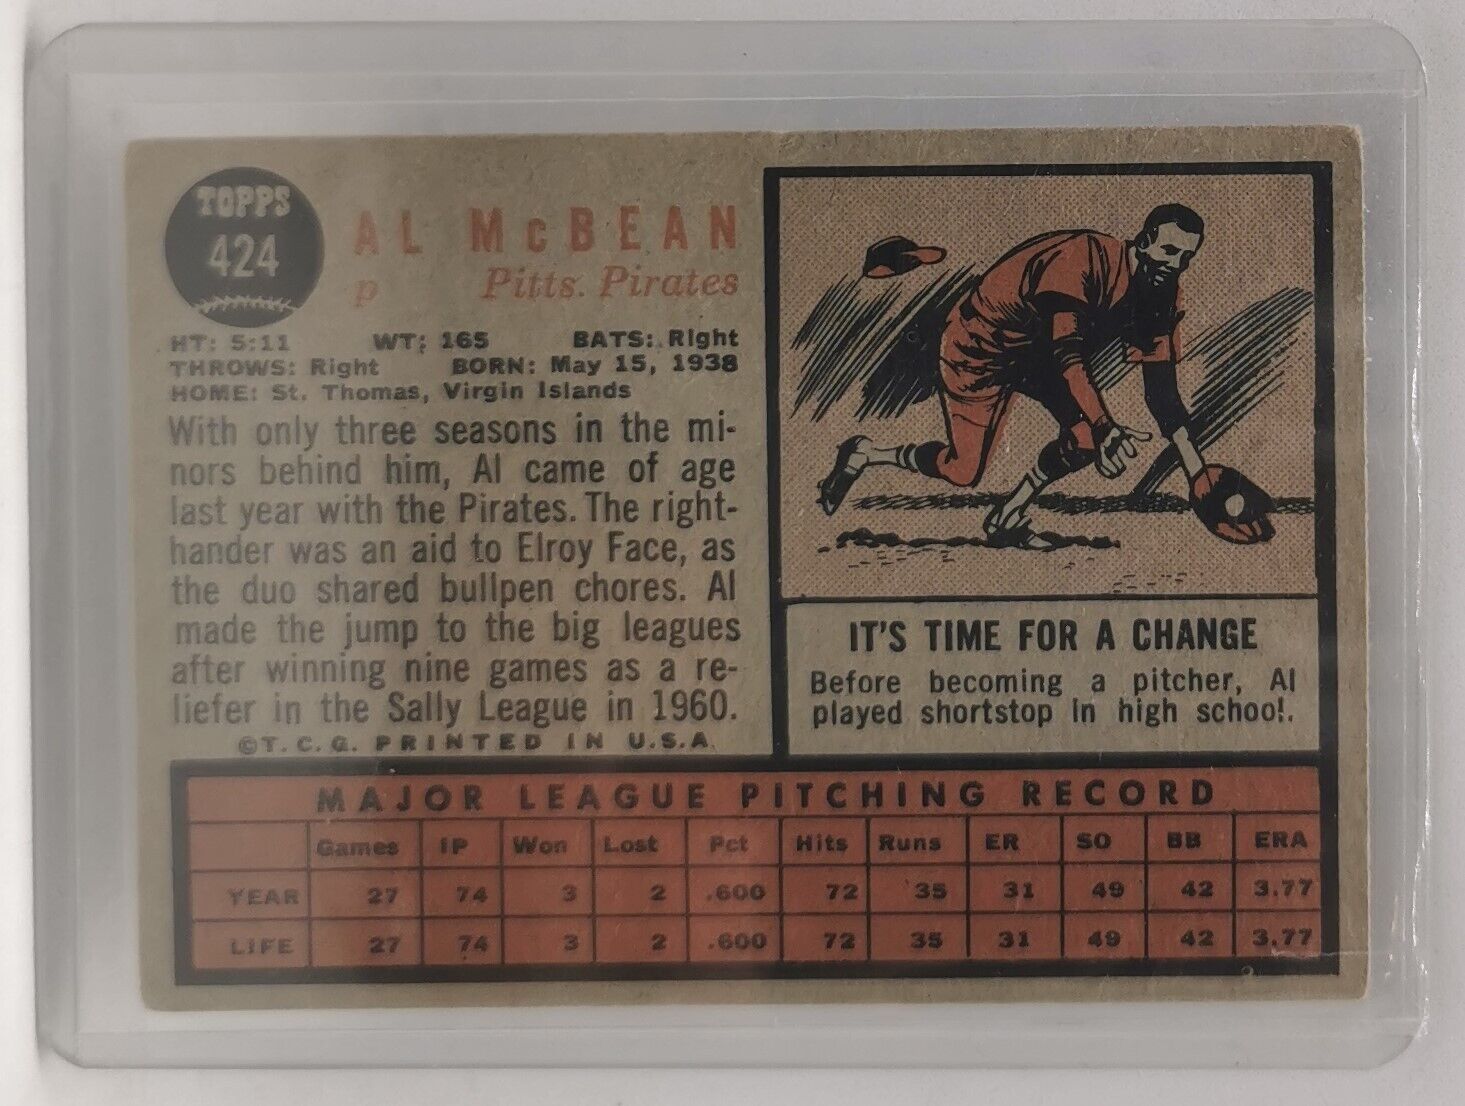 TOPPS
424
AL McBEAN
p Pitts. Pirates
HT: 5:11 WT: 165 BATS: Right
THROWS: Right BORN: May 15, 1938
HOME: St. Thomas, Virgin Islands
With only three seasons in the mi-
nors behind him, Al came of age
last year with the Pirates. The right-
hander was an aid to Elroy Face, as
the duo shared bullpen chores. Al
made the jump to the big leagues
after winning nine games as a re-
liefer in the Sally League in 1960.
©T.C.G. PRINTED IN U.S.A.
IT'S TIME FOR A CHANGE
Before becoming a pitcher, Al
played shortstop in high school.
MAJOR LEAGUE PITCHING RECORD
Games IP Won Lost Pct Hits Runs ER SO BB ERA
YEAR 27 74 3 2 .600 72 35 31 49 42 3.77
LIFE 27 74 3 2 .600 72 35 31 49 42 3.77